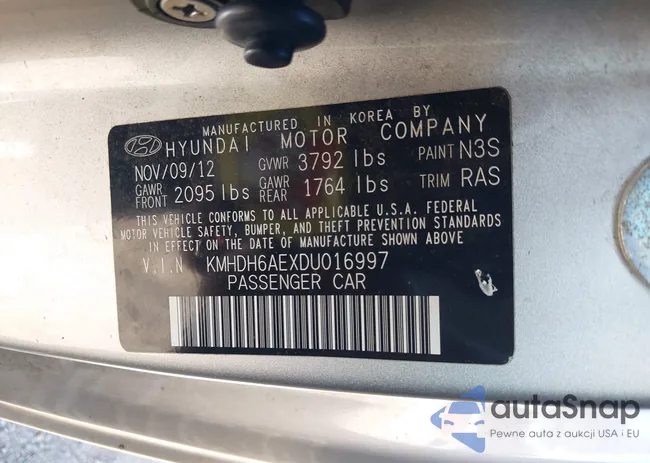 MANUFACTURED IN KOREA BY
HYUNDAI MOTOR COMPANY
NOV/09/12 GVWR 3792 lbs PAINT N3S
GAWR FRONT 2095 lbs GAWR REAR 1764 lbs TRIM RAS
THIS VEHICLE CONFORMS TO ALL APPLICABLE U.S.A. FEDERAL
MOTOR VEHICLE SAFETY, BUMPER, AND THEFT PREVENTION STANDARDS
IN EFFECT ON THE DATE OF MANUFACTURE SHOWN ABOVE.
V.I.N KMHDH6AEXDU016997
PASSENGER CAR
autaSnap
Pewne auta z aukcji USA i EU